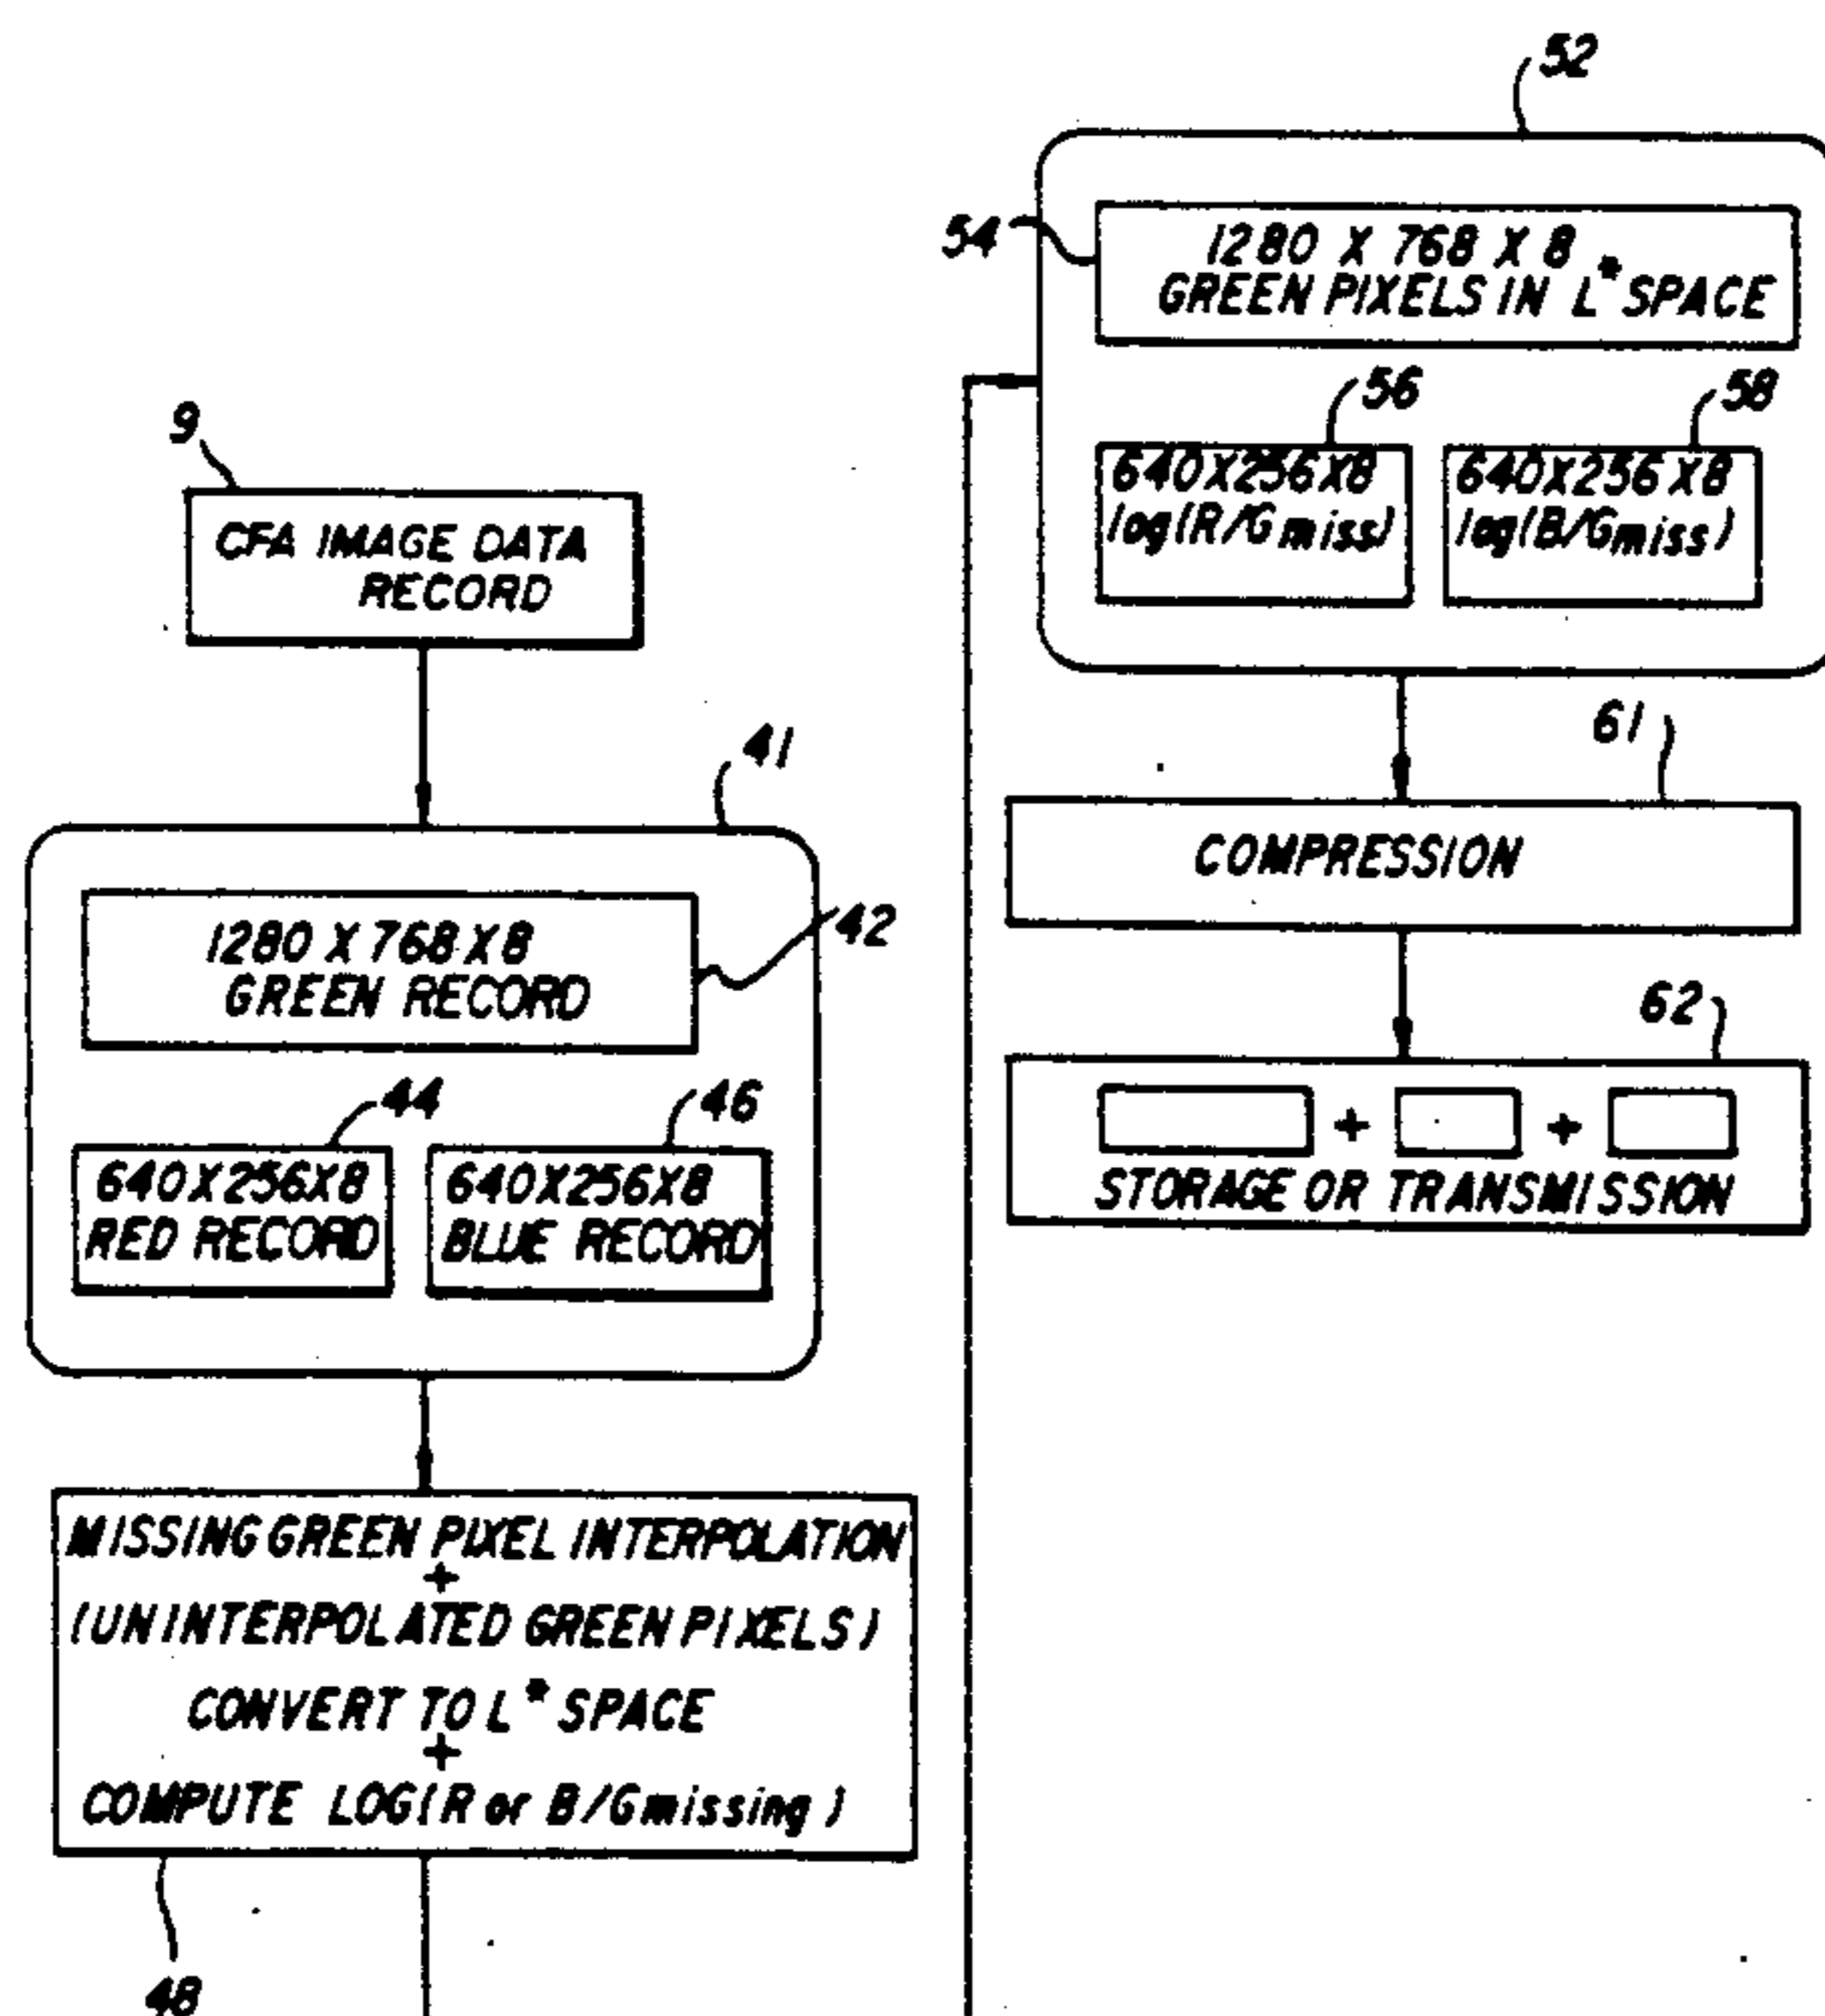 9
CFA IMAGE DATA
RECORD
41
1280 X 768 X 8
GREEN RECORD
42
44
46
640X256X8
RED RECORD
640X256X8
BLUE RECORD
MISSING GREEN PIXEL INTERPOLATION
+
(UNINTERPOLATED GREEN PIXELS)
CONVERT TO L* SPACE
+
COMPUTE LOG(R or B/Gmissing)
48
52
54
1280 X 768 X 8
GREEN PIXELS IN L* SPACE
56
58
640X256X8
log(R/Gmiss)
640X256X8
log(B/Gmiss)
61
COMPRESSION
62
+ +
STORAGE OR TRANSMISSION